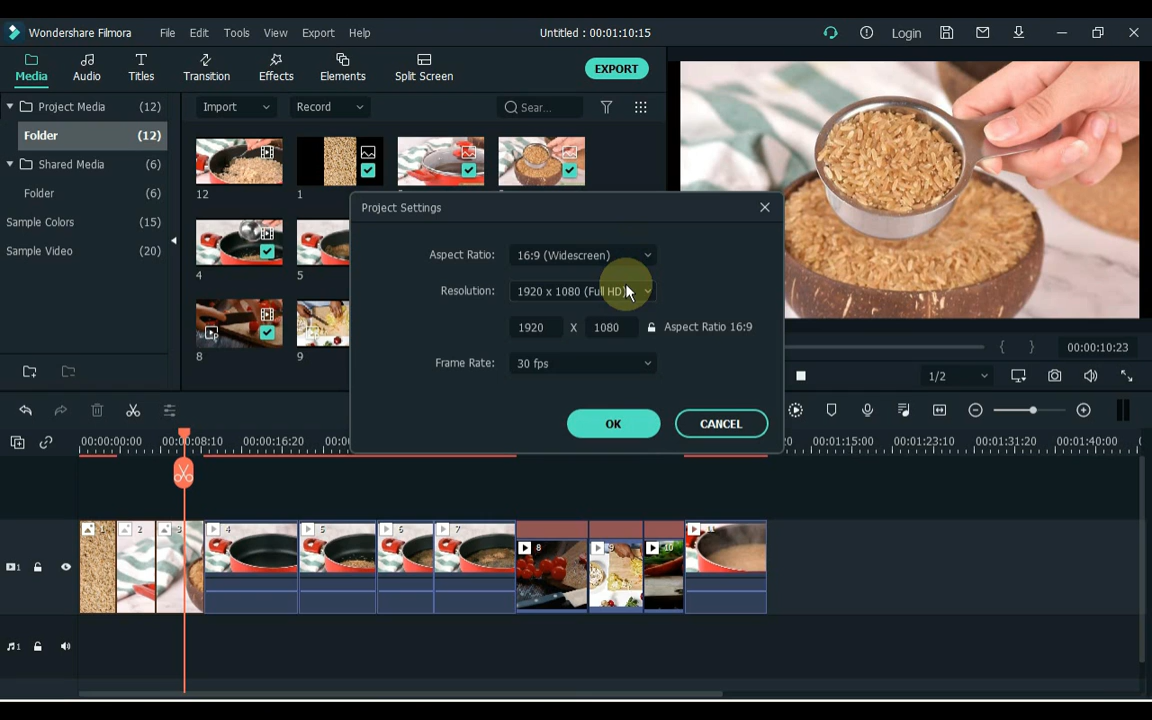 Wondershare Filmora File Edit Tools View Export Help Untitled : 00:01:10:15 Login
Media Audio Titles Transition Effects Elements Split Screen EXPORT
Project Media (12)
Folder (12)
Shared Media (6)
Folder (6)
Sample Colors (15)
Sample Video (20)
Import Record Sear...
12 1
4 5
8 9
Project Settings
Aspect Ratio: 16:9 (Widescreen)
Resolution: 1920 x 1080 (Full HD)
1920 X 1080 Aspect Ratio 16:9
Frame Rate: 30 fps
OK CANCEL
{ } 00:00:10:23
1/2
00:00:00:00 00:00:08:10 00:00:16:20 00:01:15:00 00:01:23:10 00:01:31:20 00:01:40:00
1 2 3 4 5 6 7 8 9 10 11
1
1